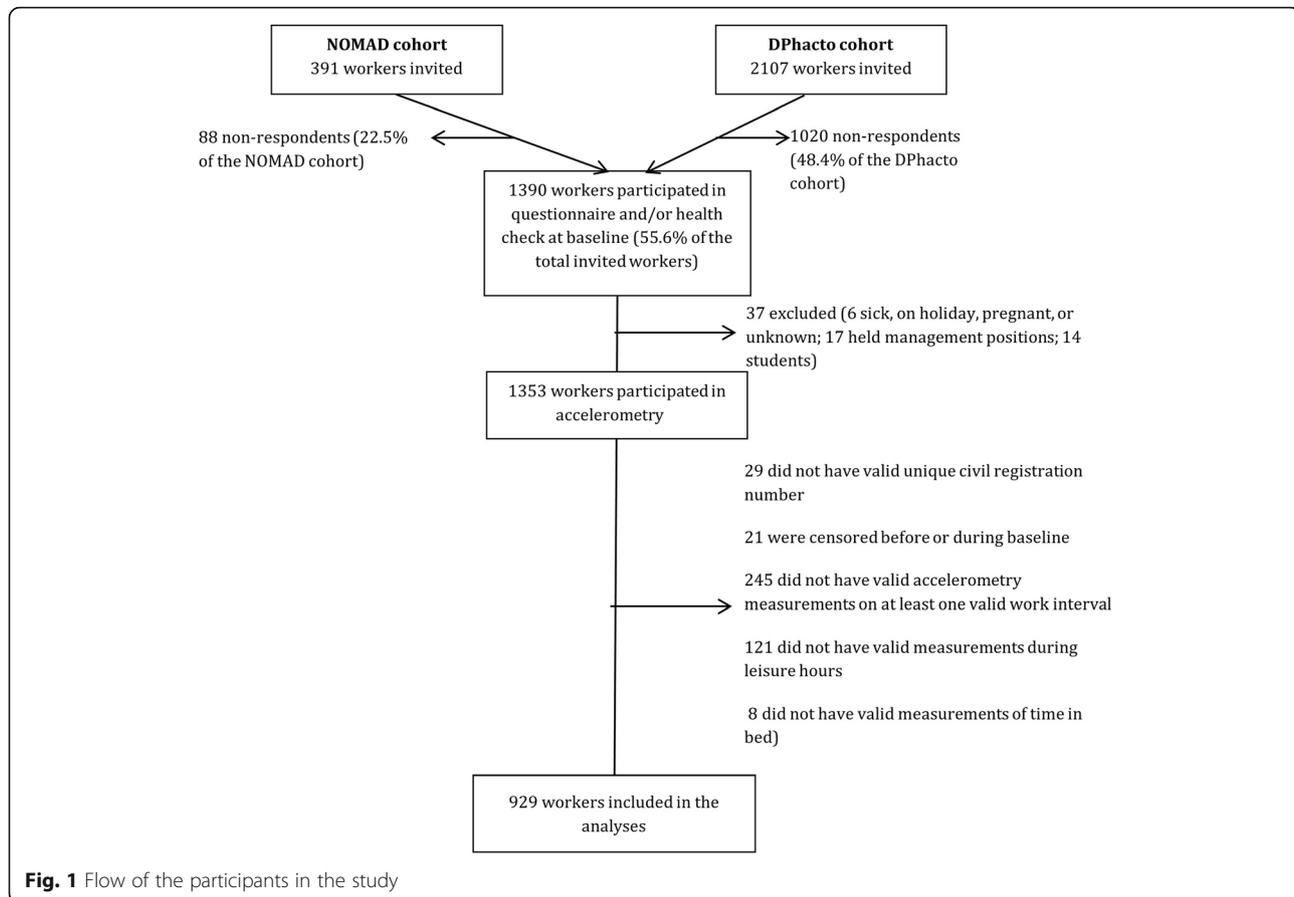 NOMAD cohort
391 workers invited
DPhacto cohort
2107 workers invited
88 non-respondents (22.5%
of the NOMAD cohort)
1020 non-respondents
(48.4% of the DPhacto
cohort)
1390 workers participated in
questionnaire and/or health
check at baseline (55.6% of the
total invited workers)
37 excluded (6 sick, on holiday, pregnant, or
unknown; 17 held management positions; 14
students)
1353 workers participated in
accelerometry
29 did not have valid unique civil registration
number
21 were censored before or during baseline
245 did not have valid accelerometry
measurements on at least one valid work interval
121 did not have valid measurements during
leisure hours
8 did not have valid measurements of time in
bed)
929 workers included in the
analyses
Fig. 1 Flow of the participants in the study